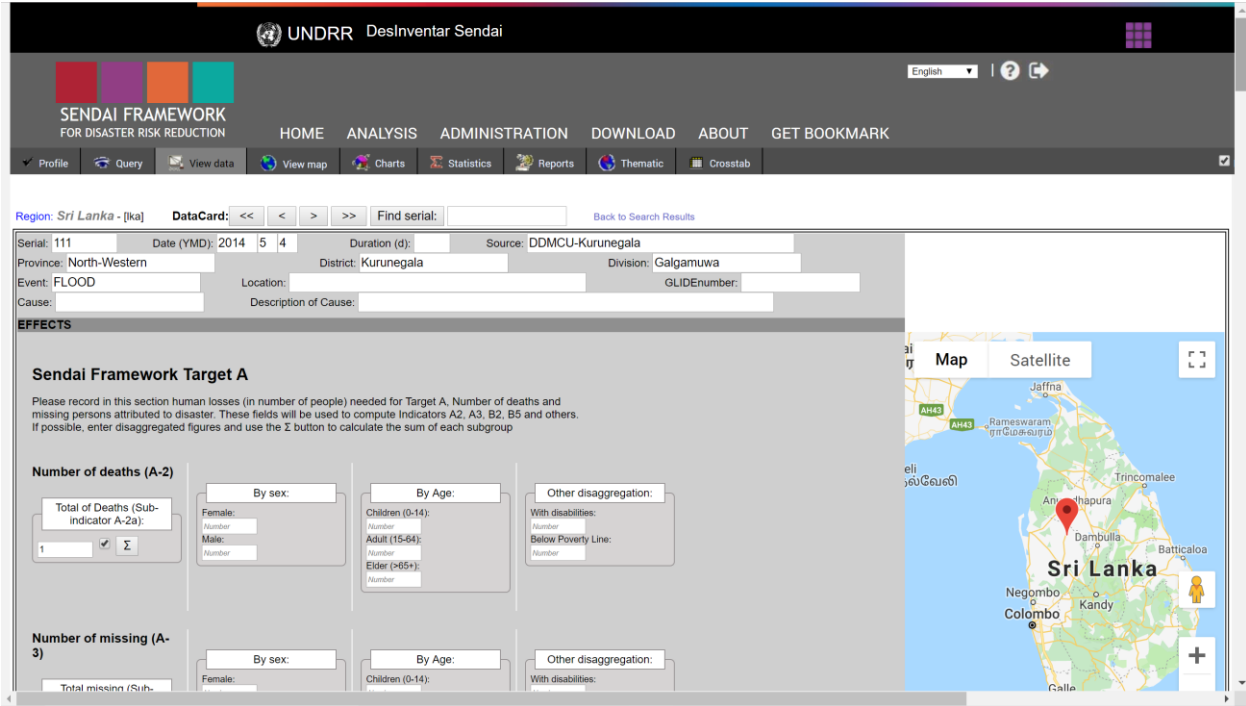 UNDRR DesInventar Sendai
English
SENDAI FRAMEWORK
FOR DISASTER RISK REDUCTION
HOME ANALYSIS ADMINISTRATION DOWNLOAD ABOUT GET BOOKMARK
Profile Query View data View map Charts Statistics Reports Thematic Crosstab
Region: Sri Lanka - [lka] DataCard: << < > >> Find serial: Back to Search Results
Serial: 111 Date (YMD): 2014 5 4 Duration (d): Source: DDMCU-Kurunegala
Province: North-Western District: Kurunegala Division: Galgamuwa
Event: FLOOD Location: GLIDEnumber:
Cause: Description of Cause:
EFFECTS
Sendai Framework Target A
Please record in this section human losses (in number of people) needed for Target A, Number of deaths and
missing persons attributed to disaster. These fields will be used to compute Indicators A2, A3, B2, B5 and others.
If possible, enter disaggregated figures and use the Σ button to calculate the sum of each subgroup
Number of deaths (A-2)
Total of Deaths (Sub-
indicator A-2a):
1 Σ
By sex:
Female:
Number
Male:
Number
By Age:
Children (0-14):
Number
Adult (15-64):
Number
Elder (>65+):
Number
Other disaggregation:
With disabilities:
Number
Below Poverty Line:
Number
Number of missing (A-
3)
Total missing (Sub-
By sex:
Female:
By Age:
Children (0-14):
Other disaggregation:
With disabilities:
Map Satellite
Jaffna
AH43
AH43
Rameswaram
ராமேசுவரம்
Trincomalee
Dambulla
Batticaloa
Sri Lanka
Negombo
Kandy
Colombo
Galle
+